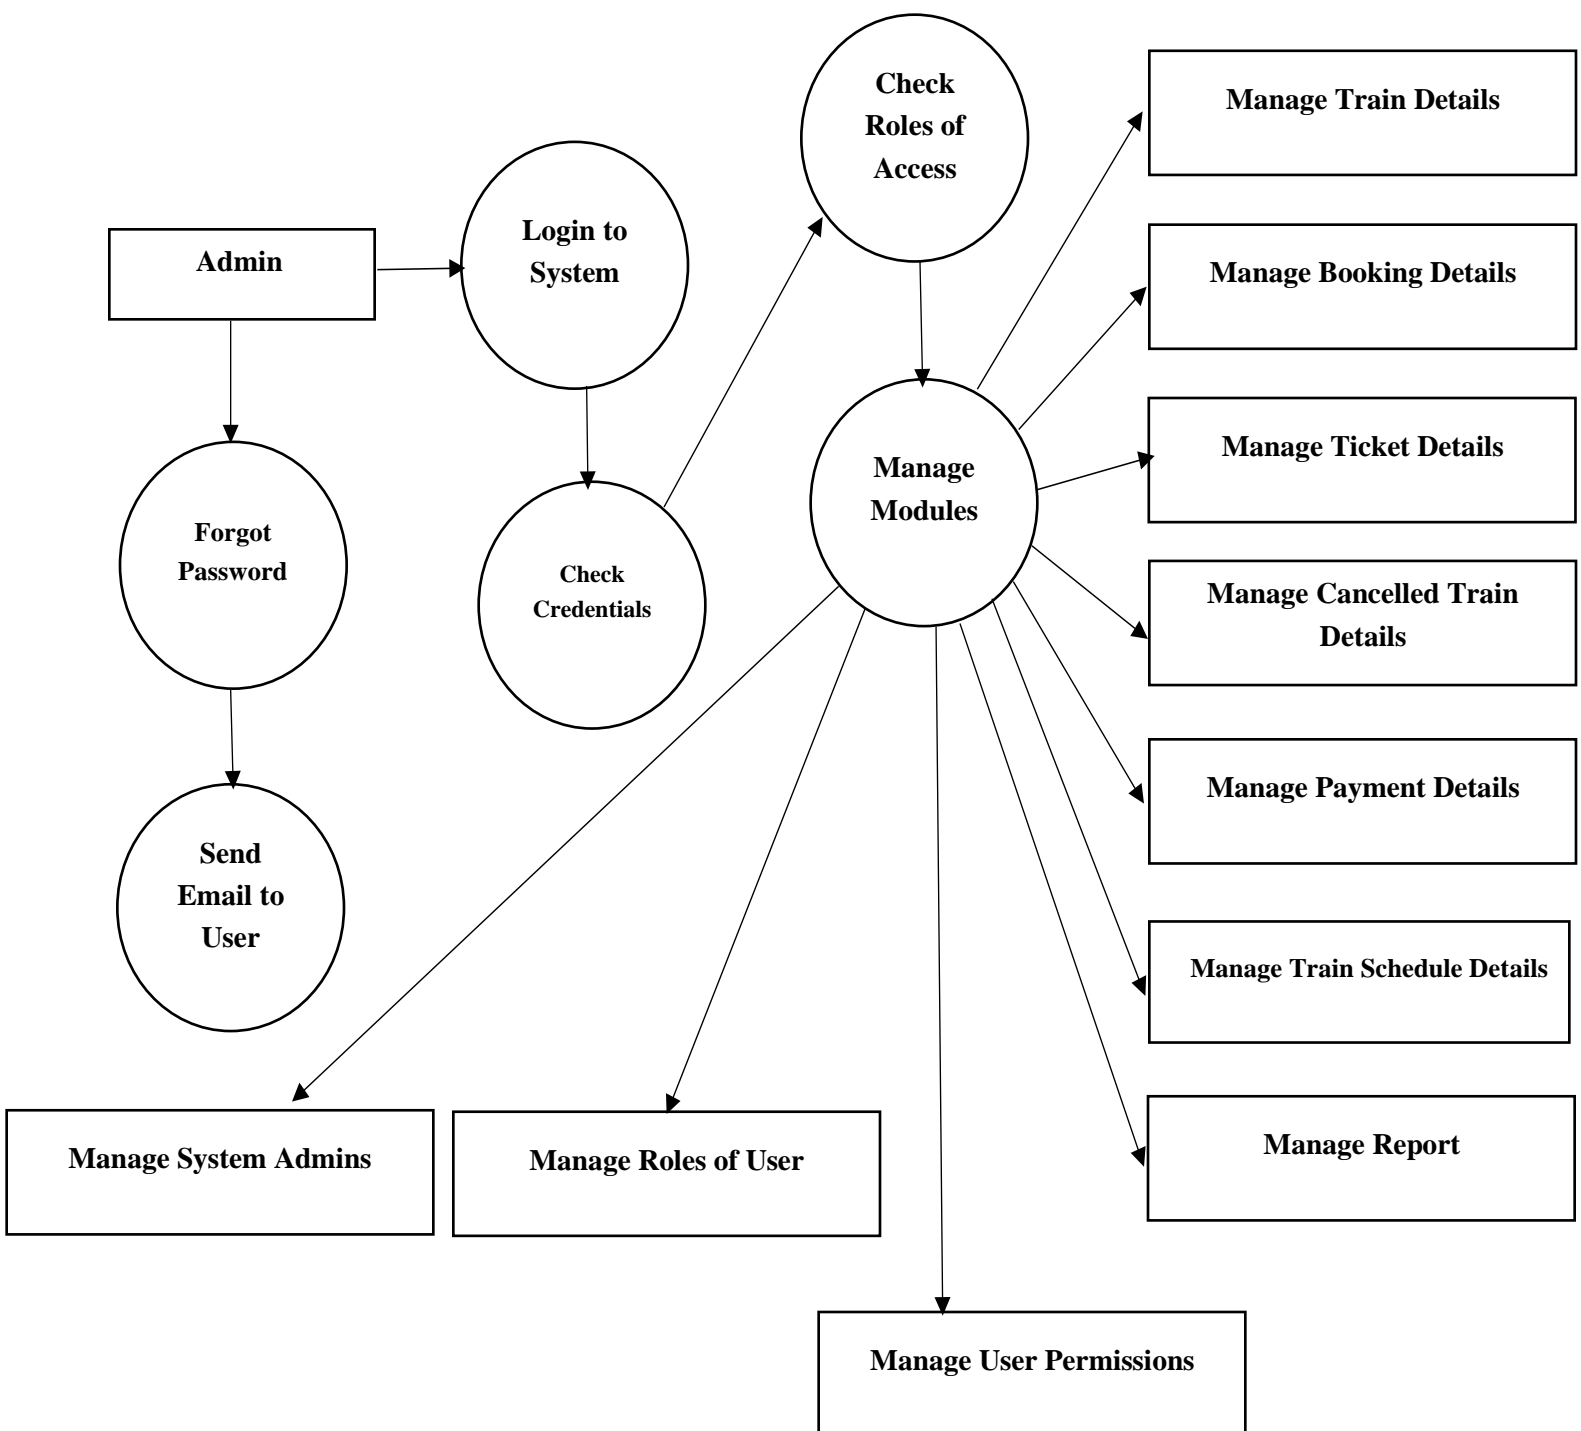 Check
Roles of
Access
Manage Train Details
Login to
System
Admin
Manage Booking Details
Manage Ticket Details
Manage
Modules
Forgot
Password
Check
Credentials
Manage Cancelled Train
Details
Manage Payment Details
Send
Email to
User
Manage Train Schedule Details
Manage System Admins
Manage Roles of User
Manage Report
Manage User Permissions